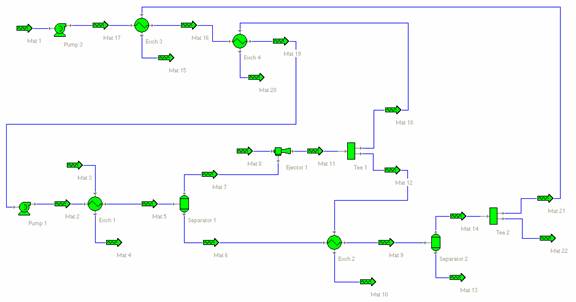 Mat 1
Pump 3
Mat 17
Exch 3
Mat 16
Exch 4
Mat 19
Mat 15
Mat 20
Mat 18
Mat 8
Ejector 1
Mat 11
Tee 1
Mat 12
Mat 3
Mat 7
Pump 1
Mat 2
Exch 1
Mat 5
Separator 1
Mat 4
Mat 6
Exch 2
Mat 9
Separator 2
Mat 14
Tee 2
Mat 21
Mat 22
Mat 10
Mat 13